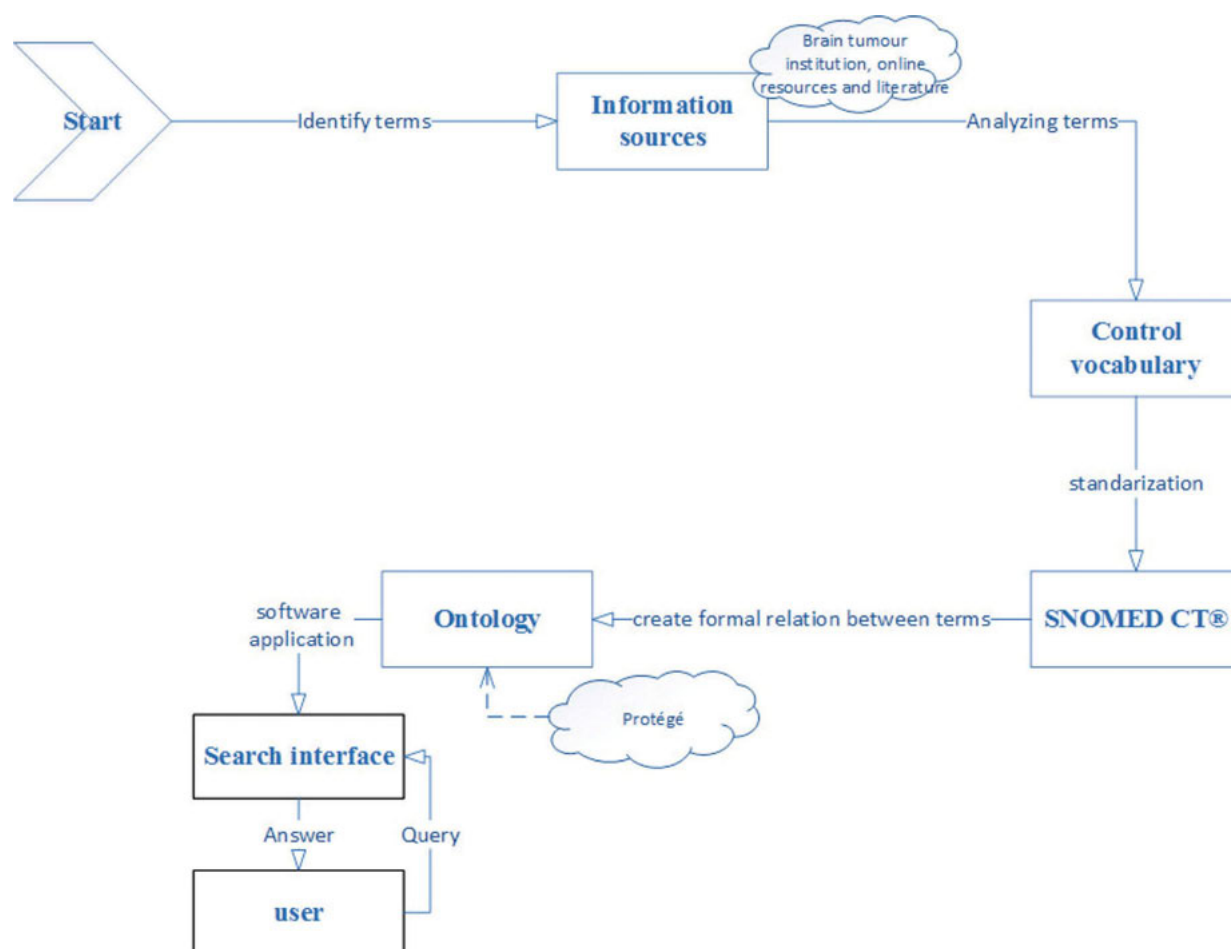 Brain tumour
institution, online
resources and literature
Start
Identify terms
Information
sources
Analyzing terms
Control
vocabulary
standarization
SNOMED CT®
create formal relation between terms
Ontology
software
application
Protégé
Search interface
Answer
Query
user